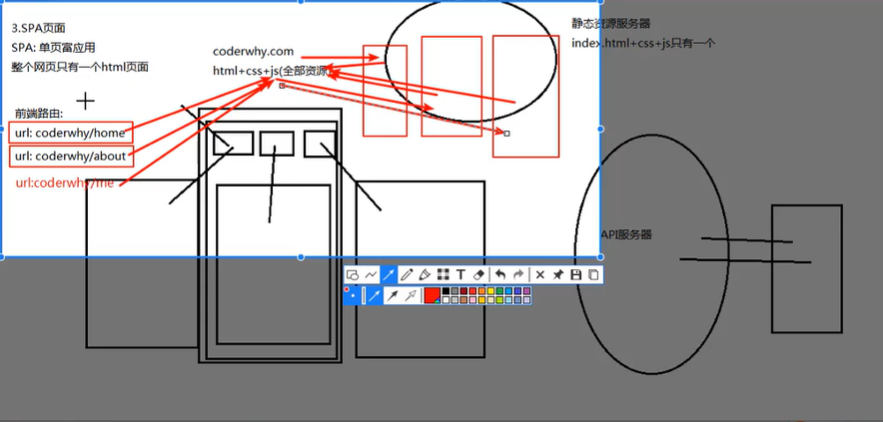 3.SPA页面
SPA: 单页富应用
整个网页只有一个html页面
前端路由:
url: coderwhy/home
url: coderwhy/about
url:coderwhy/me
coderwhy.com
html+css+js(全部资源)
静态资源服务器
index.html+css+js只有一个
API服务器
T